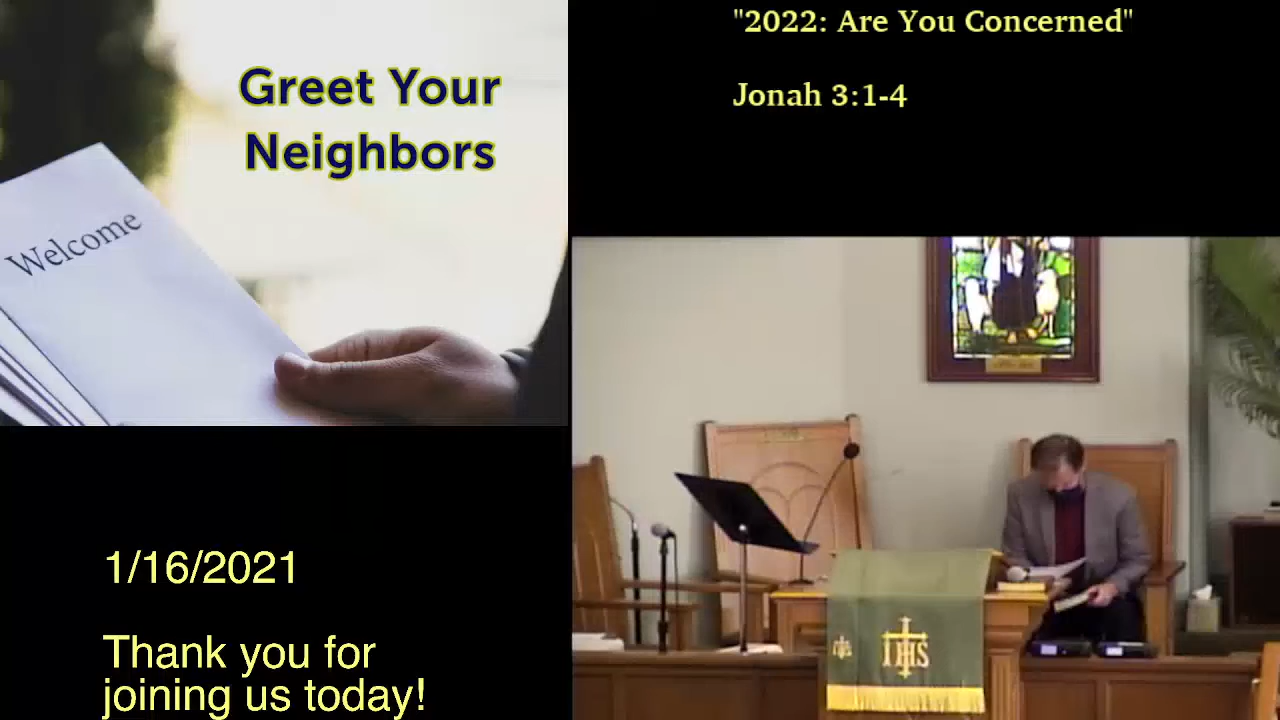 Greet Your
Neighbors
Welcome
"2022: Are You Concerned"
Jonah 3:1-4
IHS
1/16/2021
Thank you for
joining us today!